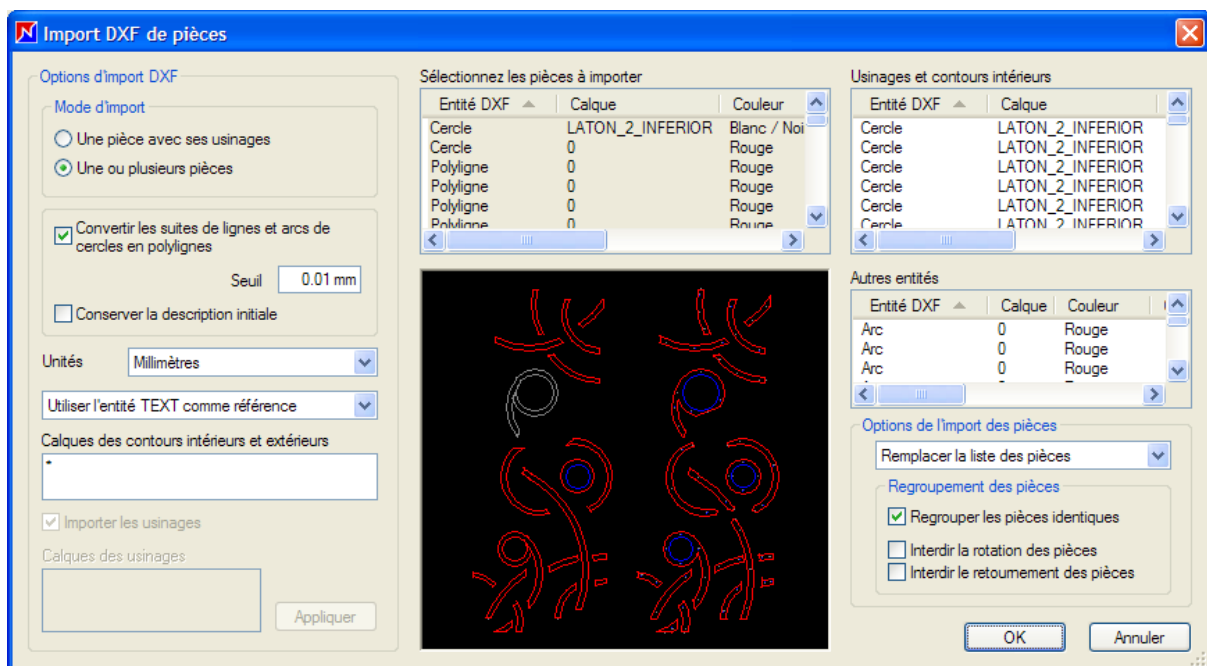 Import DXF de pièces
Options d'import DXF
Mode d'import
Une pièce avec ses usinages
Une ou plusieurs pièces
Convertir les suites de lignes et arcs de
cercles en polylignes
Seuil 0.01 mm
Conserver la description initiale
Unités Millimètres
Utiliser l'entité TEXT comme référence
Calques des contours intérieurs et extérieurs
*
Importer les usinages
Calques des usinages
Appliquer
Sélectionnez les pièces à importer
Entité DXF Calque Couleur
Cercle LATON_2_INFERIOR Blanc / Noi
Cercle 0 Rouge
Polyligne 0 Rouge
Polyligne 0 Rouge
Polyligne 0 Rouge
Polyligne 0 Rouge
Usinages et contours intérieurs
Entité DXF Calque
Cercle LATON_2_INFERIOR
Cercle LATON_2_INFERIOR
Cercle LATON_2_INFERIOR
Cercle LATON_2_INFERIOR
Cercle LATON_2_INFERIOR
Cercle LATON_2_INFERIOR
Autres entités
Entité DXF Calque Couleur
Arc 0 Rouge
Arc 0 Rouge
Arc 0 Rouge
Options de l'import des pièces
Remplacer la liste des pièces
Regroupement des pièces
Regrouper les pièces identiques
Interdir la rotation des pièces
Interdir le retournement des pièces
OK Annuler